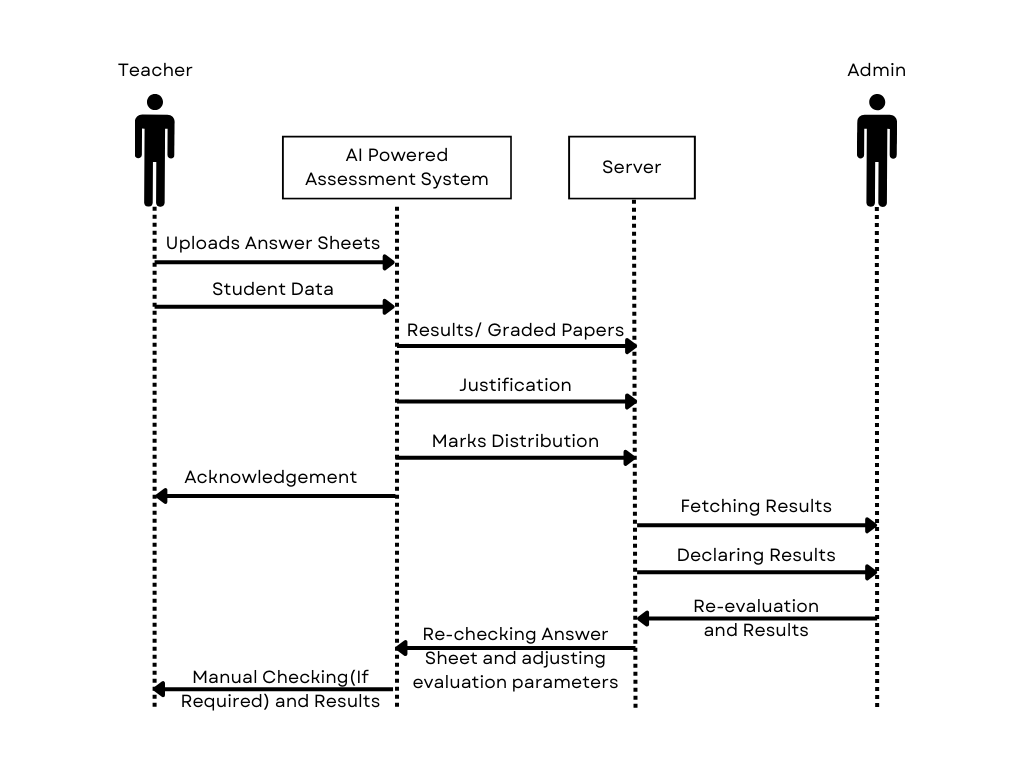 Teacher
Admin
AI Powered
Assessment System
Server
Uploads Answer Sheets
Student Data
Results/ Graded Papers
Justification
Marks Distribution
Acknowledgement
Fetching Results
Declaring Results
Re-evaluation
and Results
Re-checking Answer
Sheet and adjusting
evaluation parameters
Manual Checking(If
Required) and Results